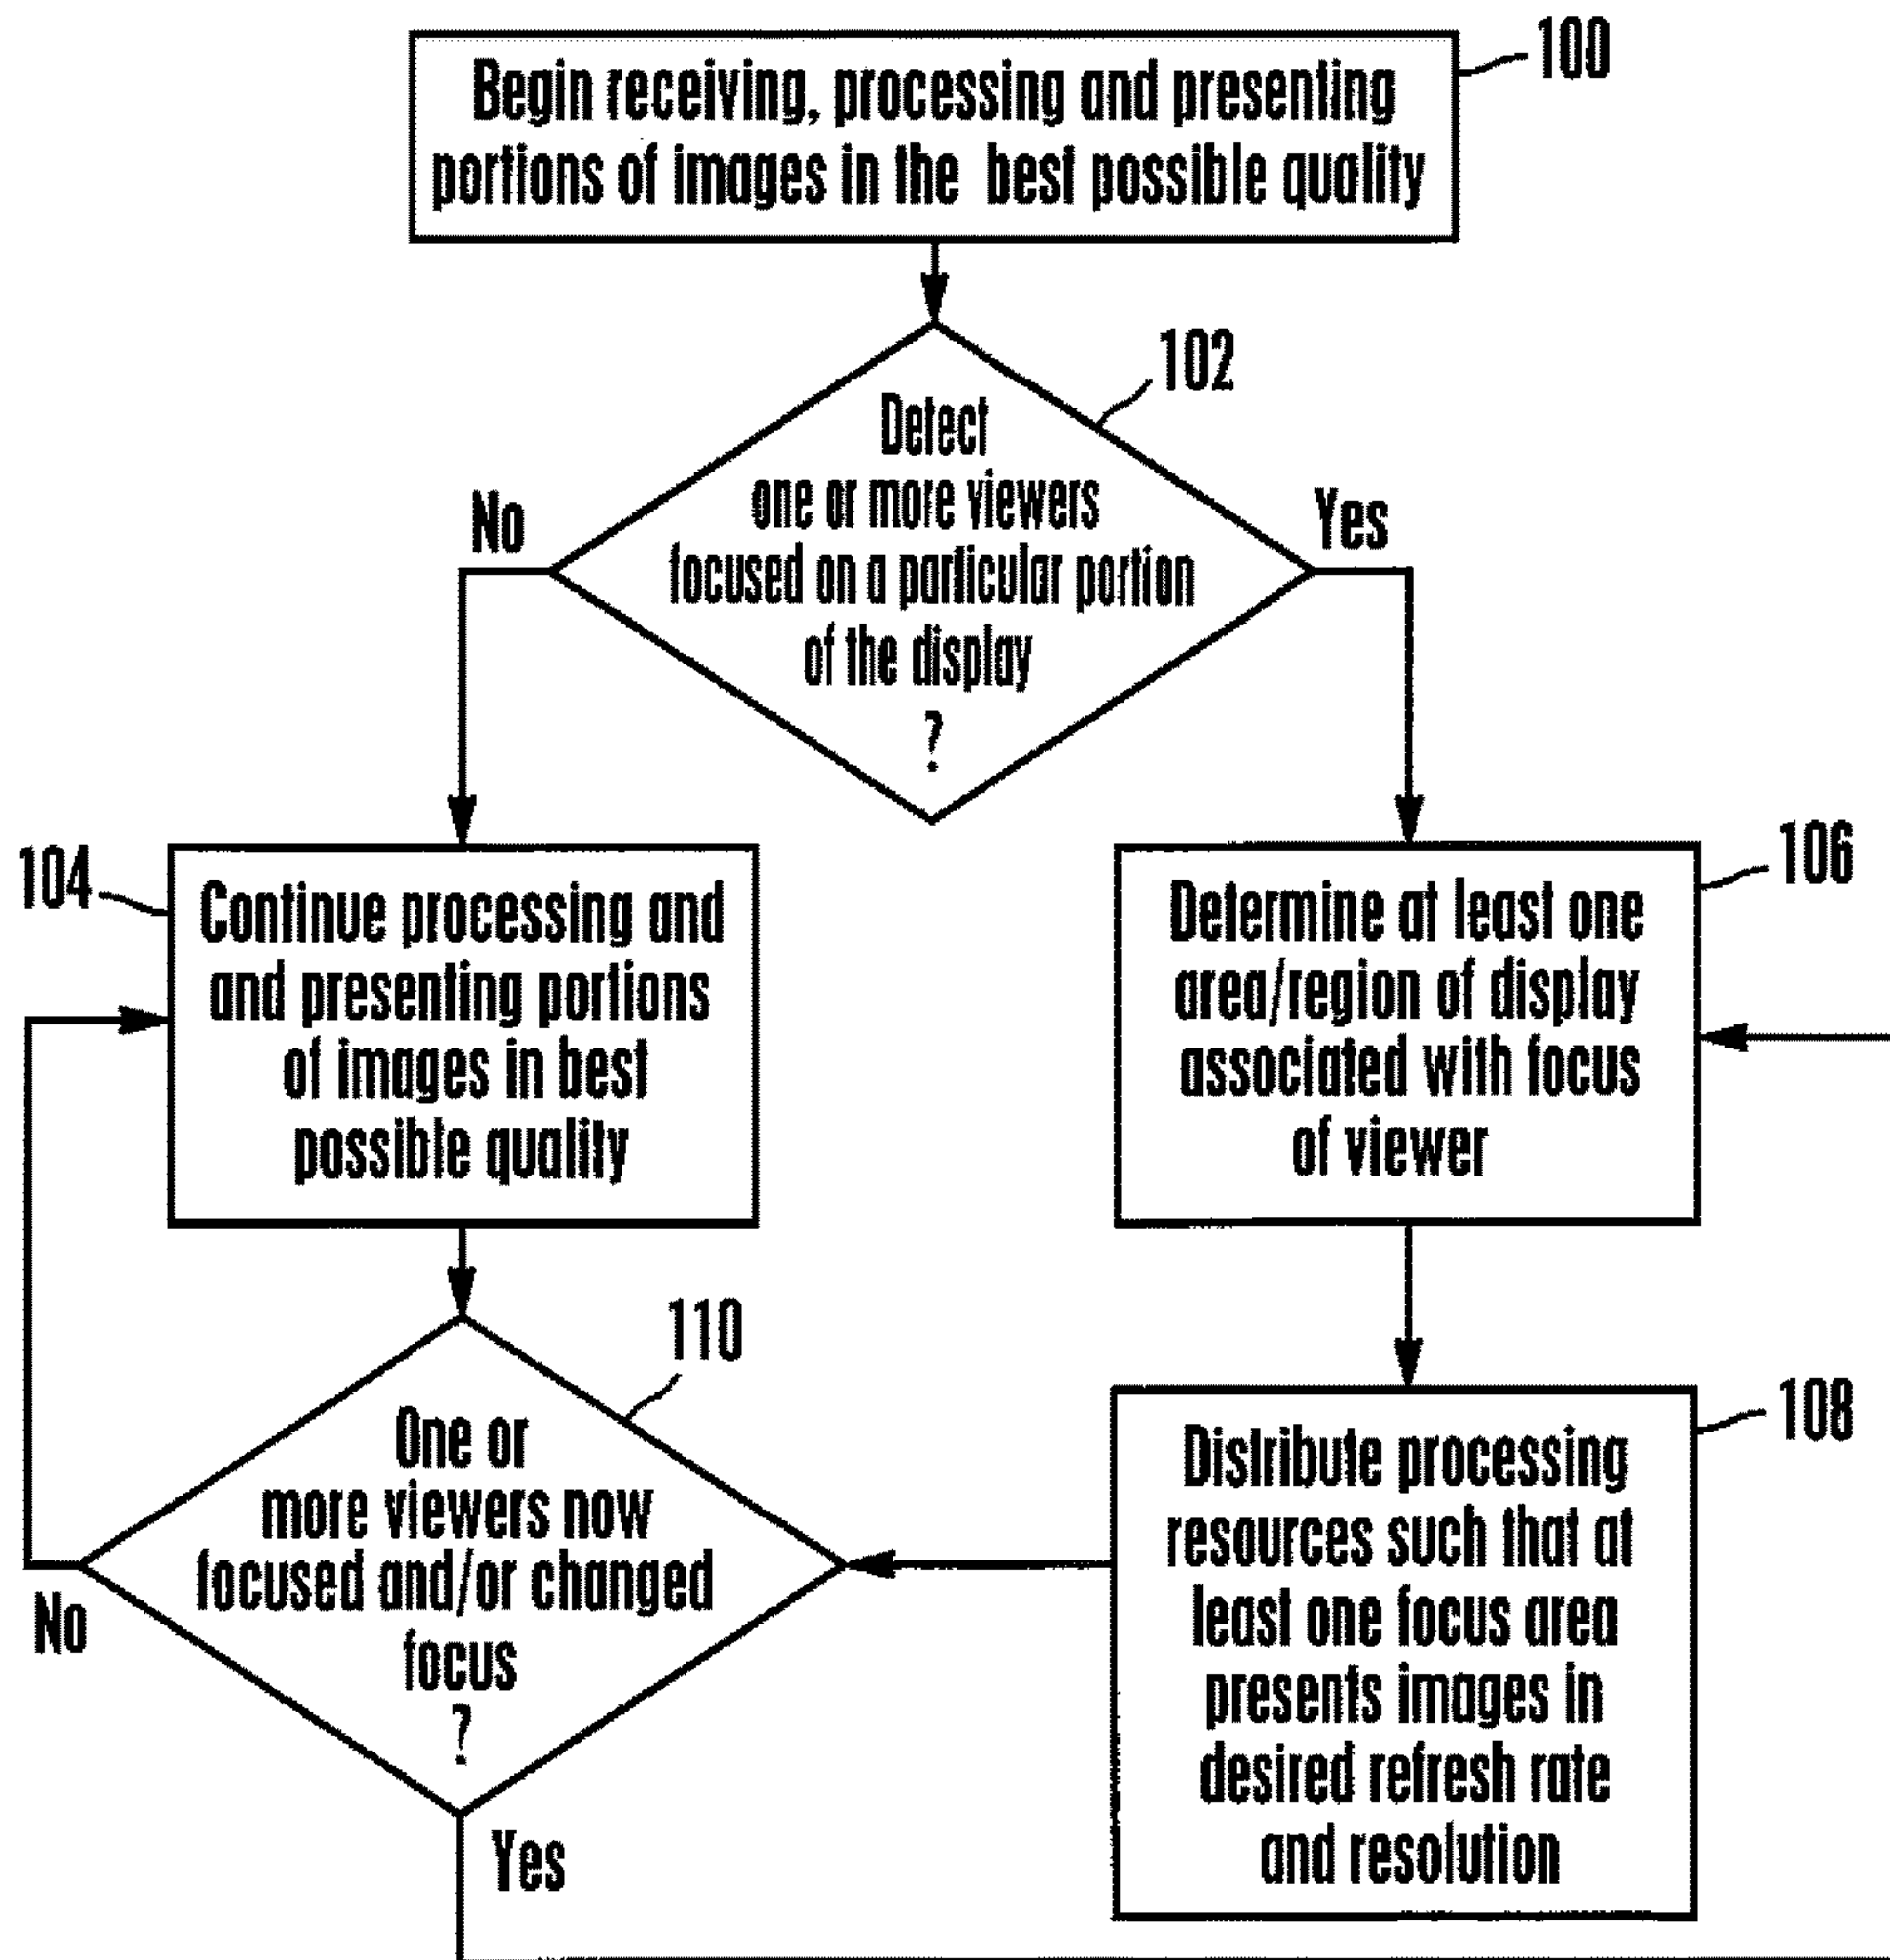 100
Begin receiving, processing and presenting
portions of images in the best possible quality
102
Detect
one or more viewers
focused on a particular portion
of the display
?
No
Yes
104
Continue processing and
and presenting portions
of images in best
possible quality
106
Determine at least one
area/region of display
associated with focus
of viewer
110
One or
more viewers now
focused and/or changed
focus
?
No
Yes
108
Distribute processing
resources such that at
least one focus area
presents images in
desired refresh rate
and resolution